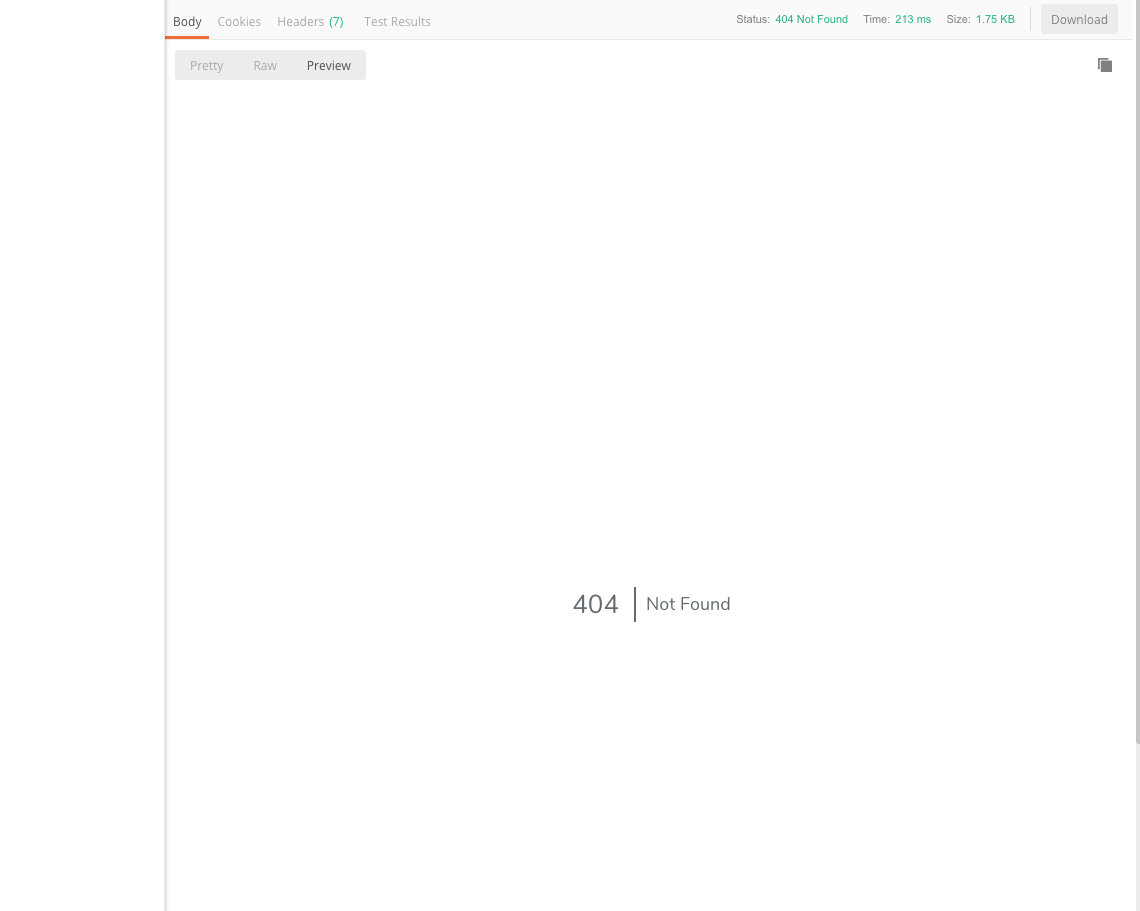 Body Cookies Headers (7) Test Results Status: 404 Not Found Time: 213 ms Size: 1.75 KB Download
Pretty Raw Preview
404 Not Found